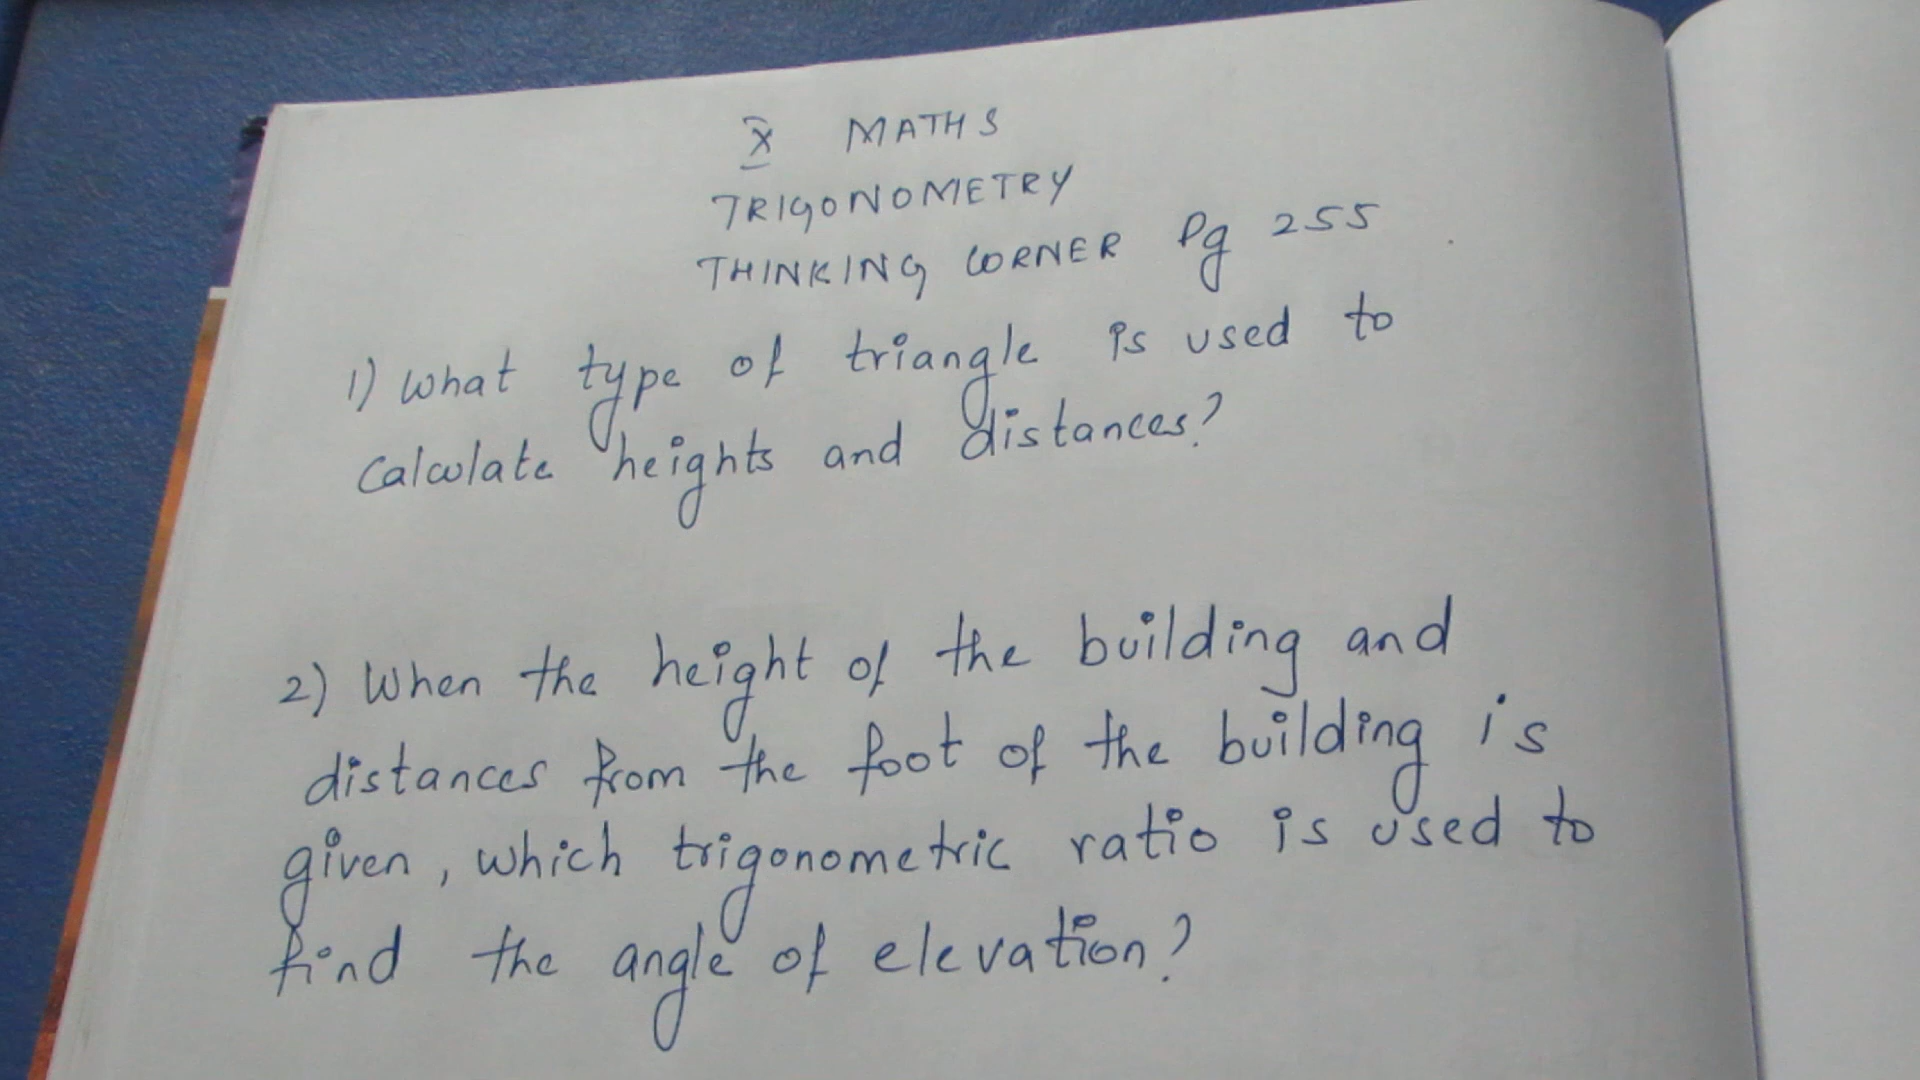 X MATHS
TRIGONOMETRY
THINKING CORNER Pg 255
1) What type of triangle is used to
calculate heights and distances?
2) When the height of the building and
distances from the foot of the building is
given, which trigonometric ratio is used to
find the angle of elevation?